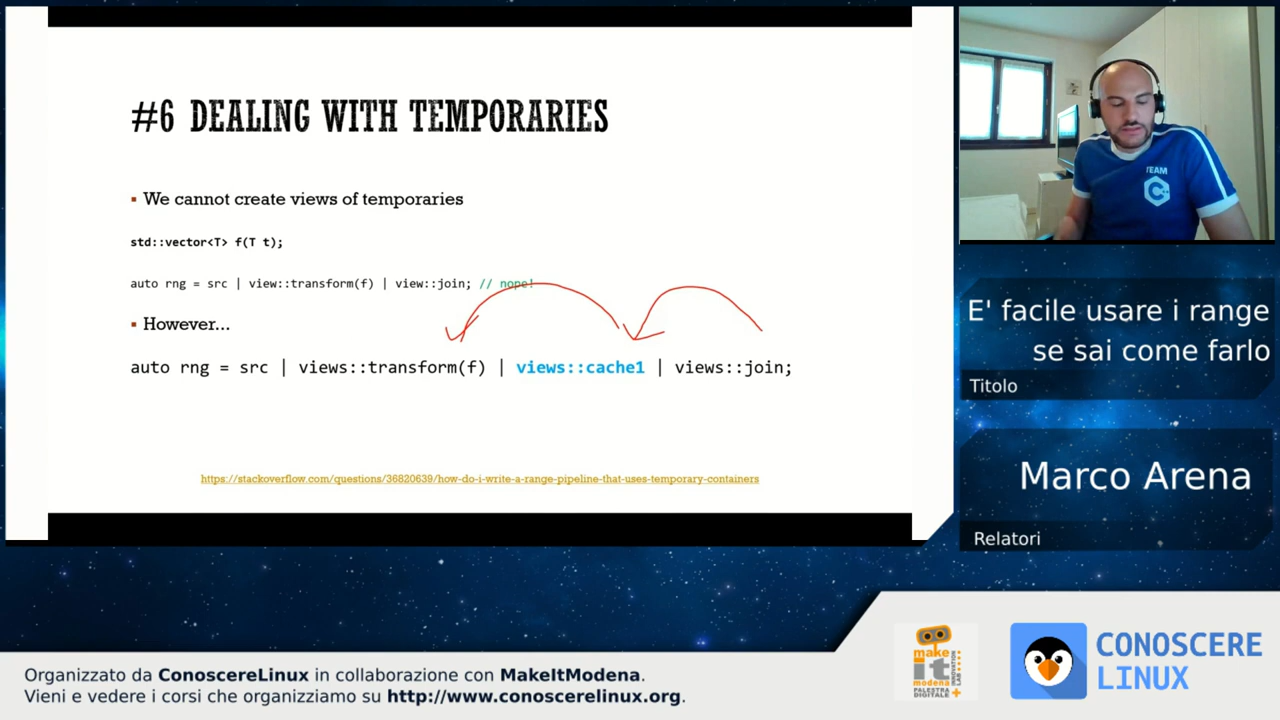 #6 DEALING WITH TEMPORARIES
▪ We cannot create views of temporaries
std::vector<T> f(T t);
auto rng = src | view::transform(f) | view::join; // nope!
▪ However...
auto rng = src | views::transform(f) | views::cache1 | views::join;
https://stackoverflow.com/questions/36820639/how-do-i-write-a-range-pipeline-that-uses-temporary-containers
TEAM
C++
E' facile usare i range
se sai come farlo
Titolo
Marco Arena
Relatori
Organizzato da ConoscereLinux in collaborazione con MakeItModena.
Vieni e vedere i corsi che organizziamo su http://www.conoscerelinux.org.
make
it
modena
PALESTRA
DIGITALE
INNOVATION
LAB
CONOSCERE
LINUX